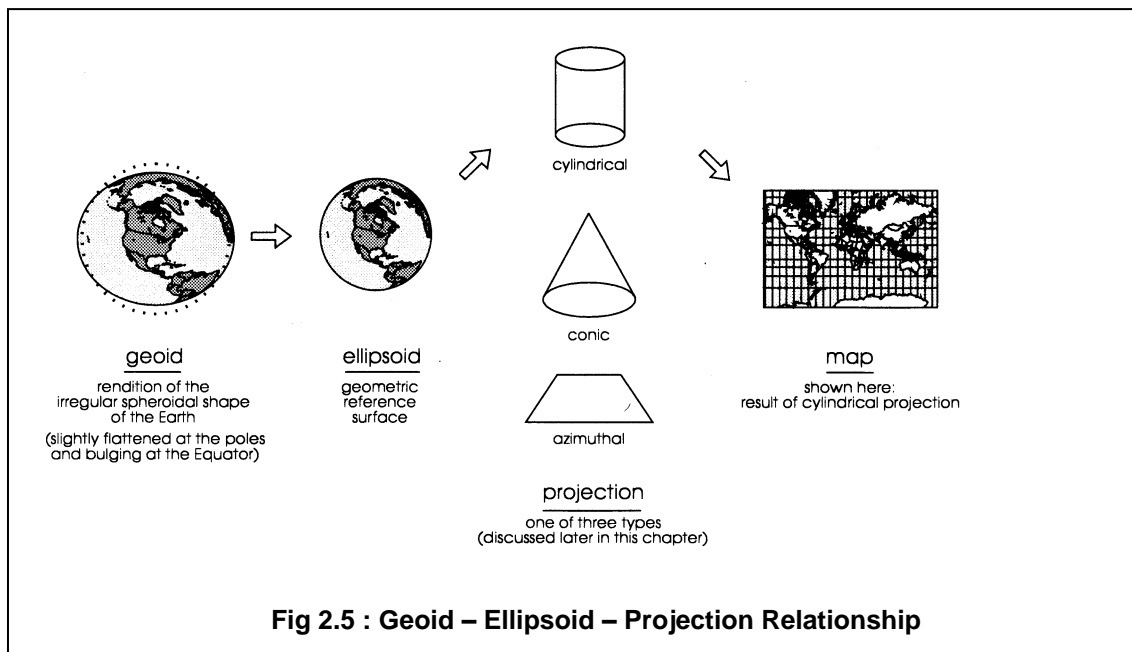 cylindrical
conic
azimuthal
geoid
rendition of the
irregular spheroidal shape
of the Earth
(slightly flattened at the poles
and bulging at the Equator)
ellipsoid
geometric
reference
surface
projection
one of three types
(discussed later in this chapter)
map
shown here:
result of cylindrical projection
Fig 2.5 : Geoid – Ellipsoid – Projection Relationship